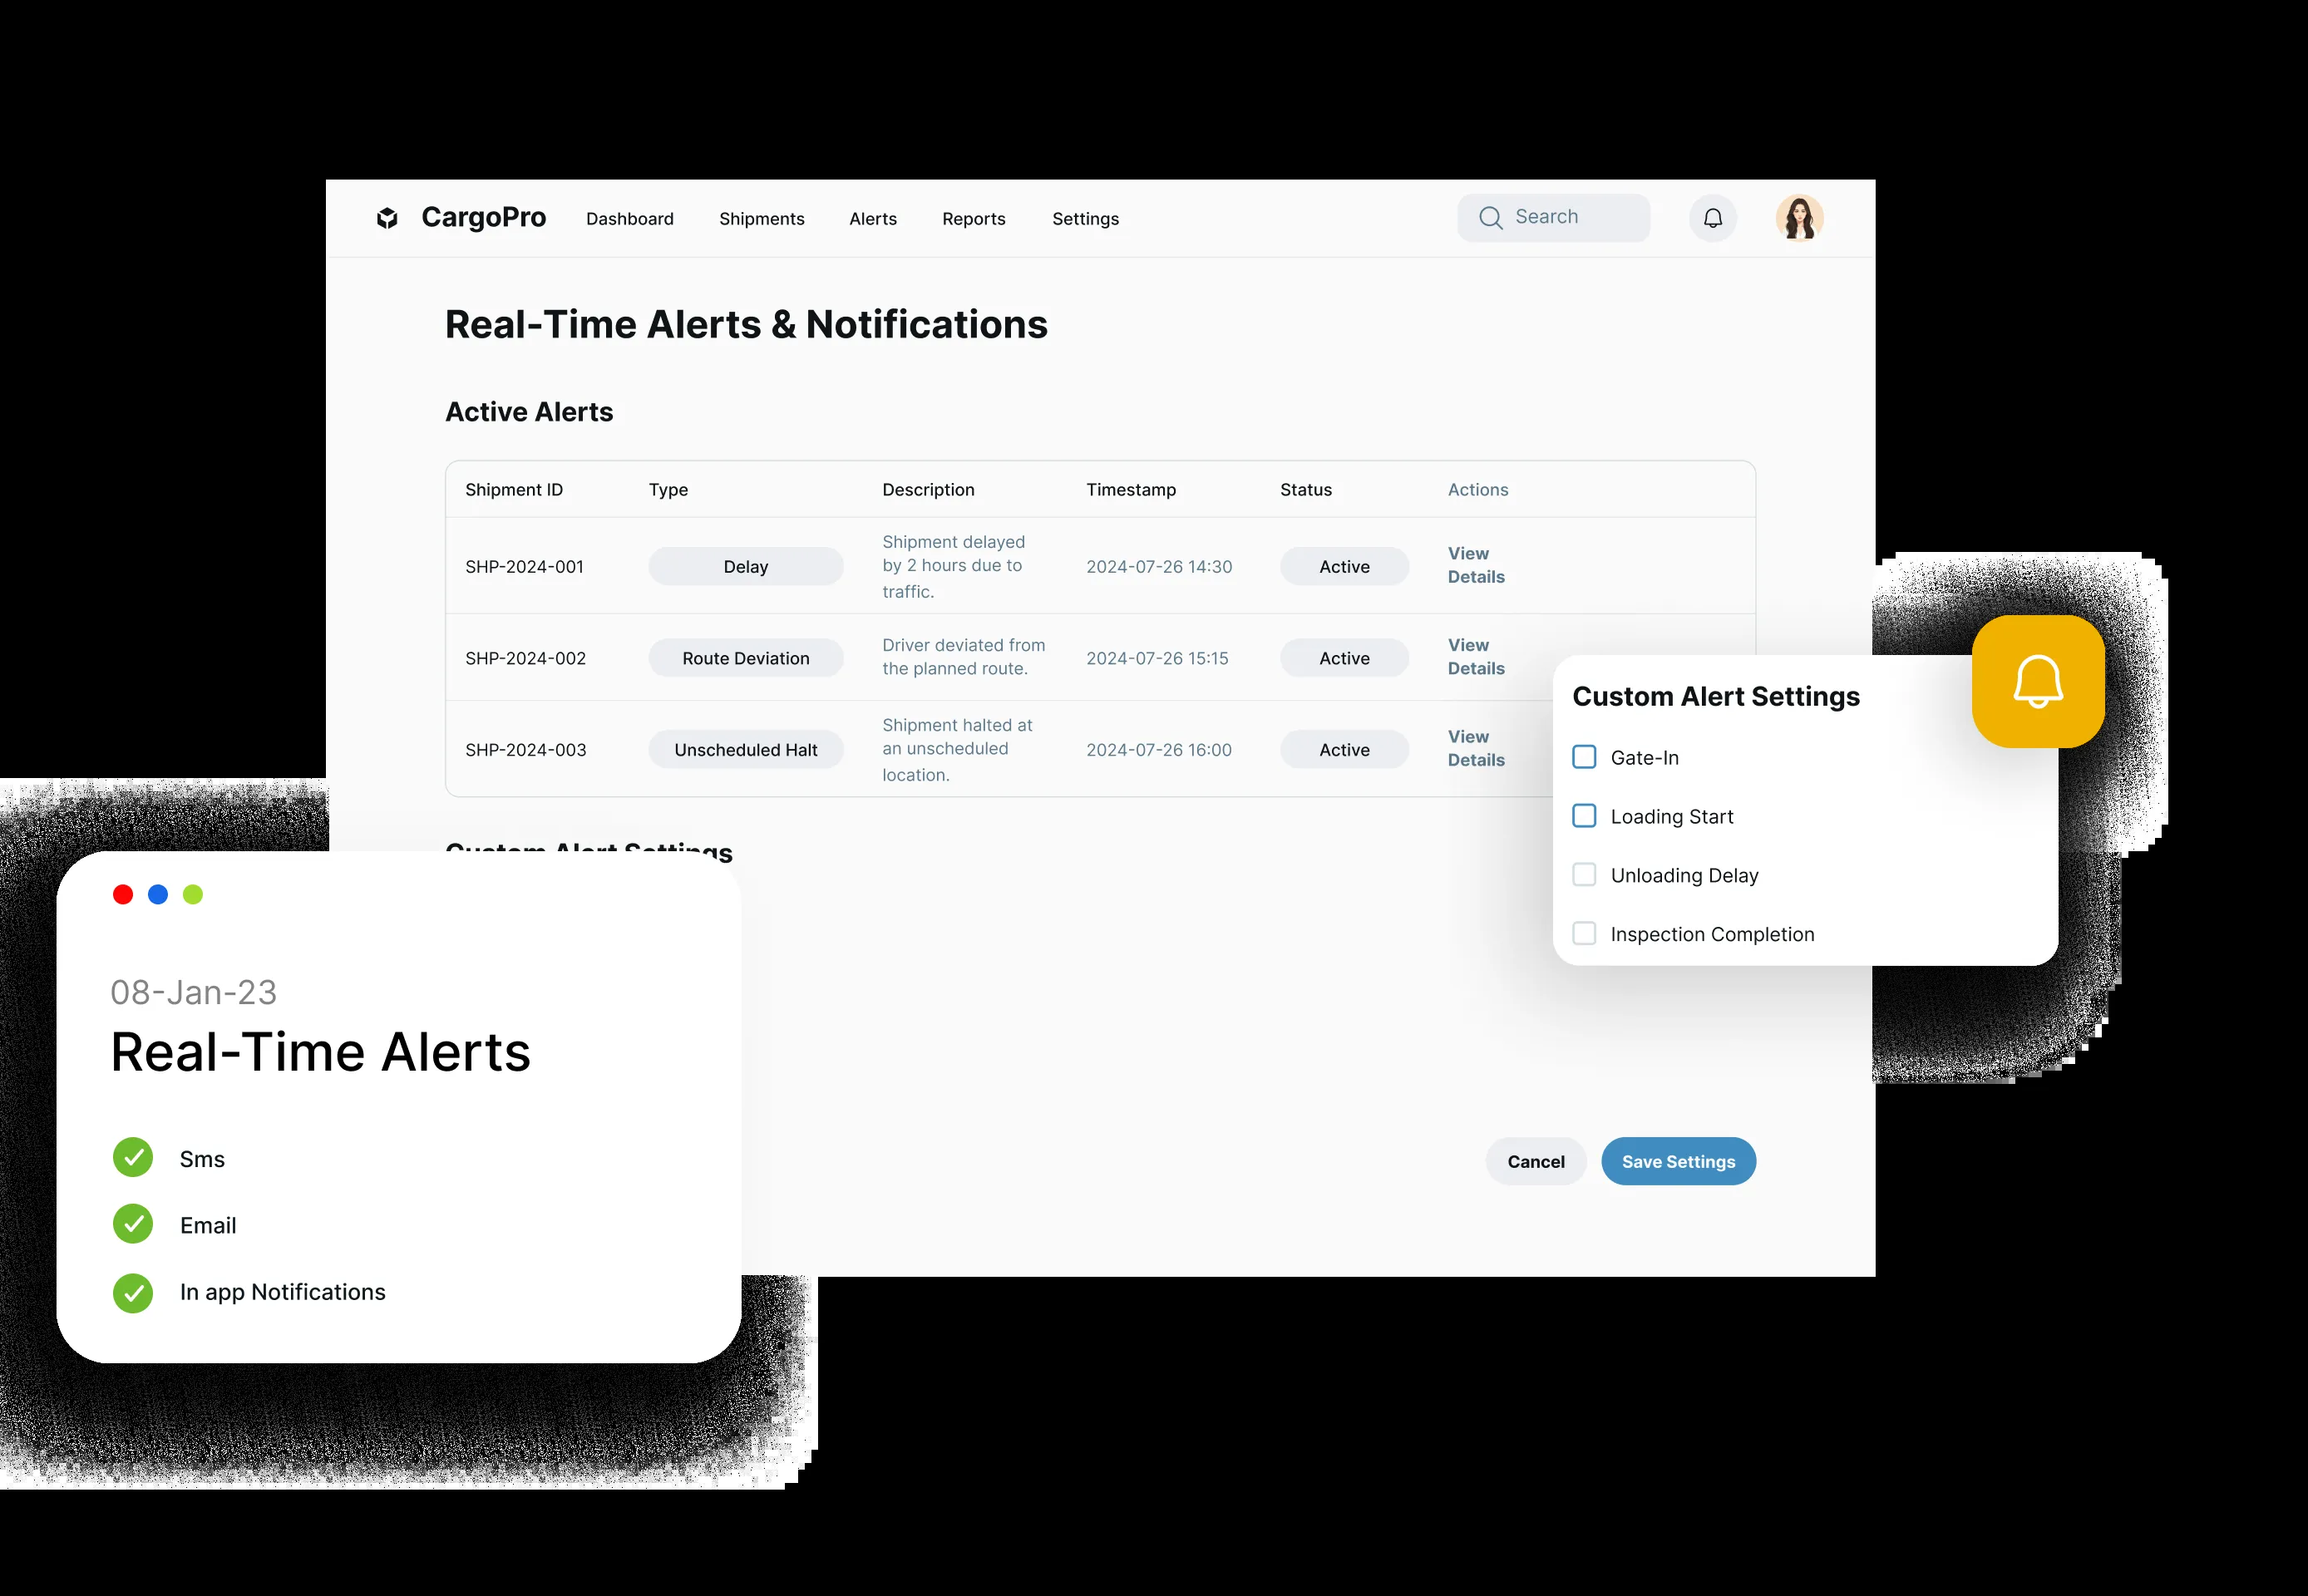 CargoPro
Dashboard
Shipments
Alerts
Reports
Settings
Search
Real-Time Alerts & Notifications
Active Alerts
Shipment ID
Type
Description
Timestamp
Status
Actions
SHP-2024-001
Delay
Shipment delayed
by 2 hours due to
traffic.
2024-07-26 14:30
Active
View
Details
SHP-2024-002
Route Deviation
Driver deviated from
the planned route.
2024-07-26 15:15
Active
View
Details
SHP-2024-003
Unscheduled Halt
Shipment halted at
an unscheduled
location.
2024-07-26 16:00
Active
View
Details
Custom Alert Settings
Custom Alert Settings
Gate-In
Loading Start
Unloading Delay
Inspection Completion
08-Jan-23
Real-Time Alerts
Sms
Email
In app Notifications
Cancel
Save Settings